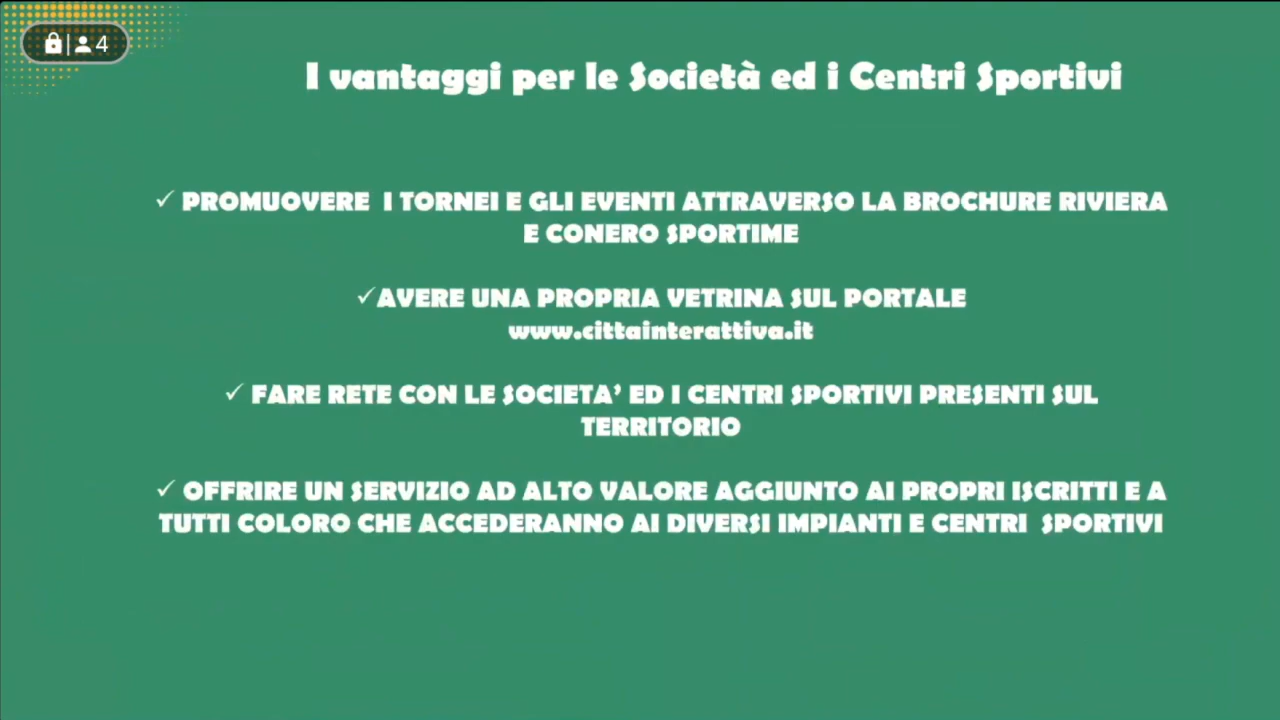 4
I vantaggi per le Società ed i Centri Sportivi
✓ PROMUOVERE I TORNEI E GLI EVENTI ATTRAVERSO LA BROCHURE RIVIERA
E CONERO SPORTIME
✓AVERE UNA PROPRIA VETRINA SUL PORTALE
www.cittainterattiva.it
✓ FARE RETE CON LE SOCIETA’ ED I CENTRI SPORTIVI PRESENTI SUL
TERRITORIO
✓ OFFRIRE UN SERVIZIO AD ALTO VALORE AGGIUNTO AI PROPRI ISCRITTI E A
TUTTI COLORO CHE ACCEDERANNO AI DIVERSI IMPIANTI E CENTRI SPORTIVI